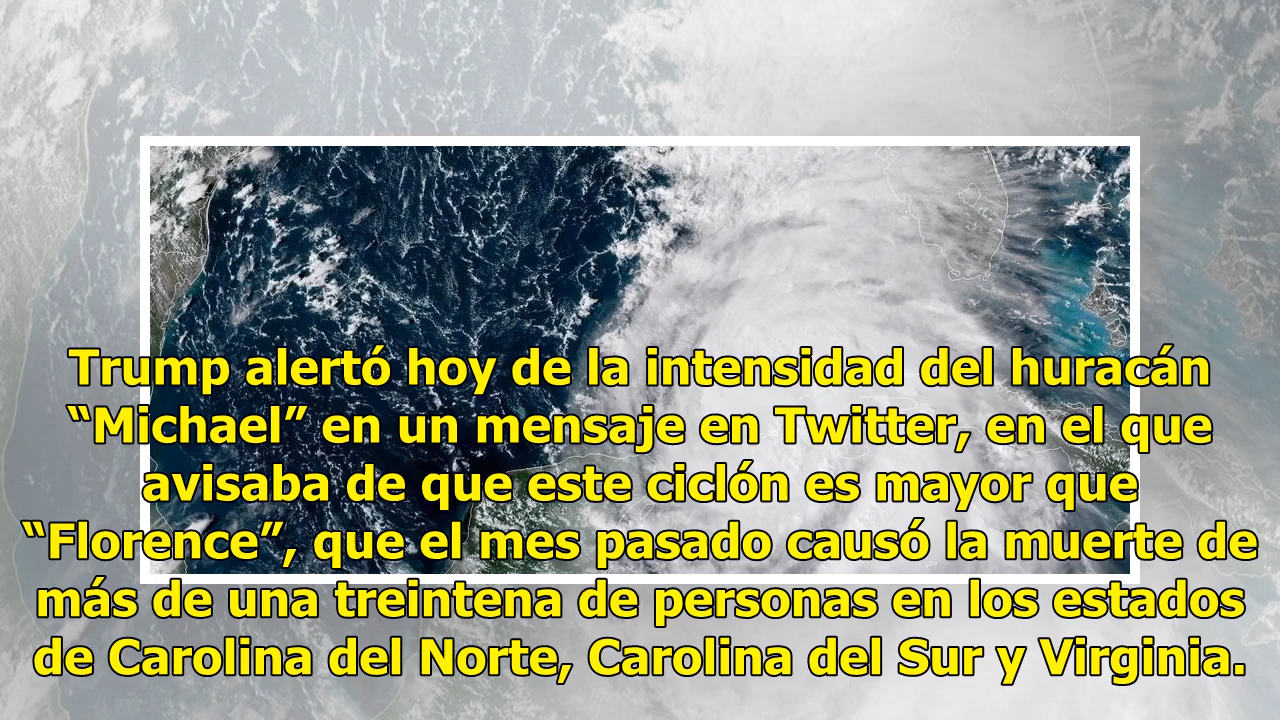 Trump alertó hoy de la intensidad del huracán
“Michael” en un mensaje en Twitter, en el que
avisaba de que este ciclón es mayor que
“Florence”, que el mes pasado causó la muerte de
más de una treintena de personas en los estados
de Carolina del Norte, Carolina del Sur y Virginia.